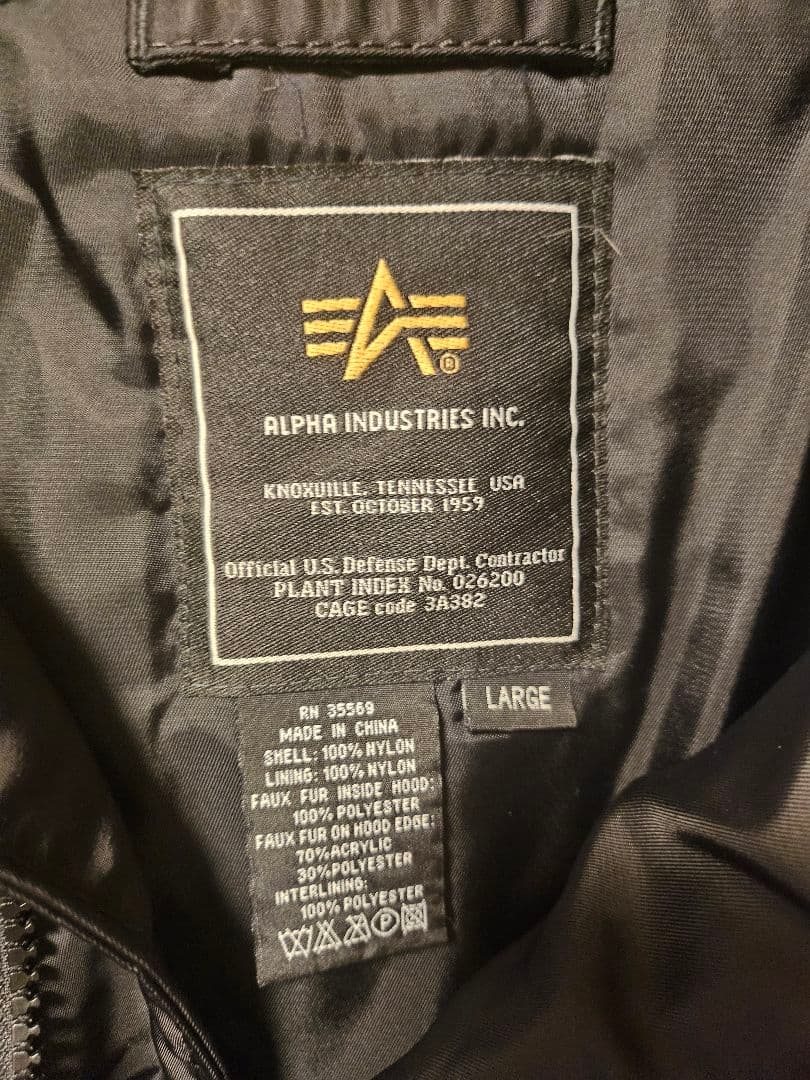 ®
ALPHA INDUSTRIES INC.
KNOXVILLE, TENNESSEE, USA
EST. OCTOBER 1959
Official U.S. Defense Dept. Contractor
PLANT INDEX No. 026200
CAGE code 3A382
LARGE
RN 35569
MADE IN CHINA
SHELL: 100% NYLON
LINING: 100% NYLON
FAUX FUR INSIDE HOOD:
100% POLYESTER
FAUX FUR ON HOOD EDGE:
70%ACRYLIC
30%POLYESTER
INTERLINING:
100% POLYESTER
P